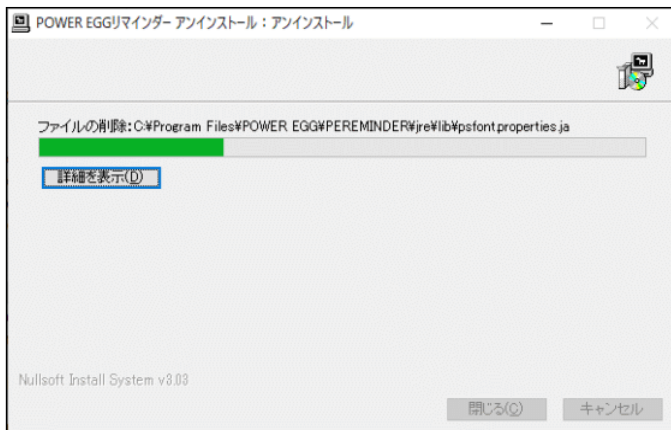 POWER EGGリマインダー アンインストール：アンインストール
ファイルの削除:C:¥Program Files¥POWER EGG¥PEREMINDER¥jre¥lib¥psfont.properties.ja
詳細を表示(D)
Nullsoft Install System v3.03
閉じる(C) キャンセル